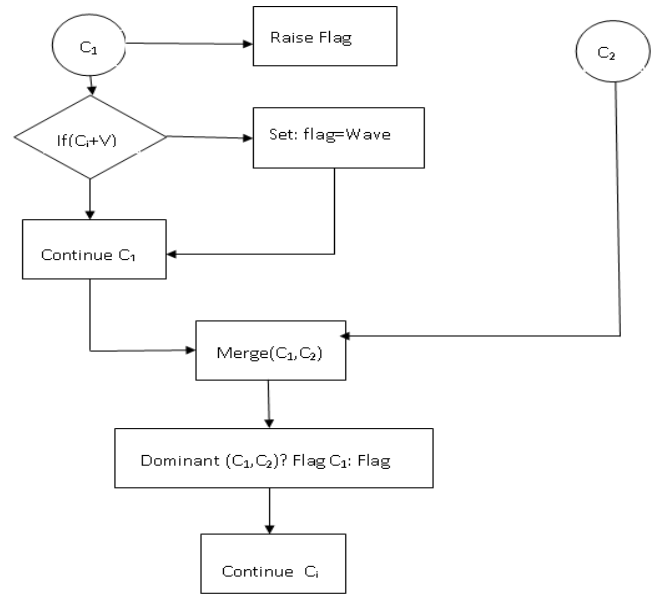 C₁
Raise Flag
C₂
If(Cᵢ+V)
Set: flag=Wave
Continue C₁
Merge(C₁,C₂)
Dominant (C₁,C₂)? Flag C₁: Flag
Continue Cᵢ